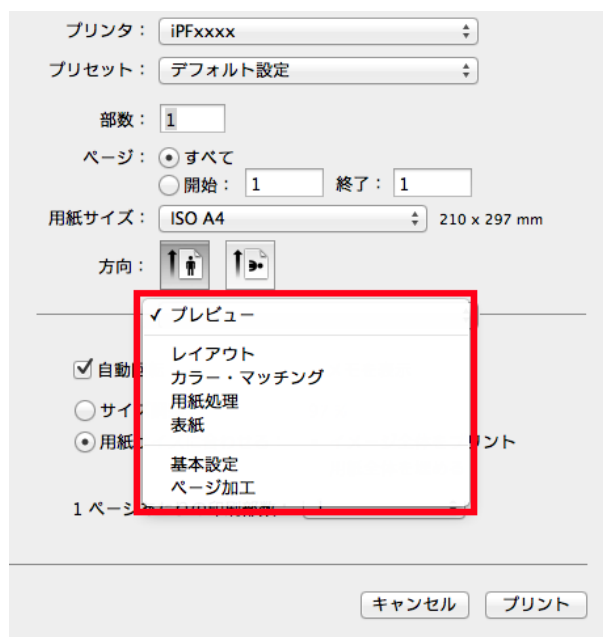 プリンタ： iPFxxxx
プリセット： デフォルト設定
部数： 1
ページ： すべて
開始： 1 終了： 1
用紙サイズ： ISO A4 210 x 297 mm
方向：
✓ プレビュー
レイアウト
自動
カラー・マッチング
用紙処理
サイ
表紙
用紙 リント
基本設定
ページ加工
1 ページ
キャンセル プリント